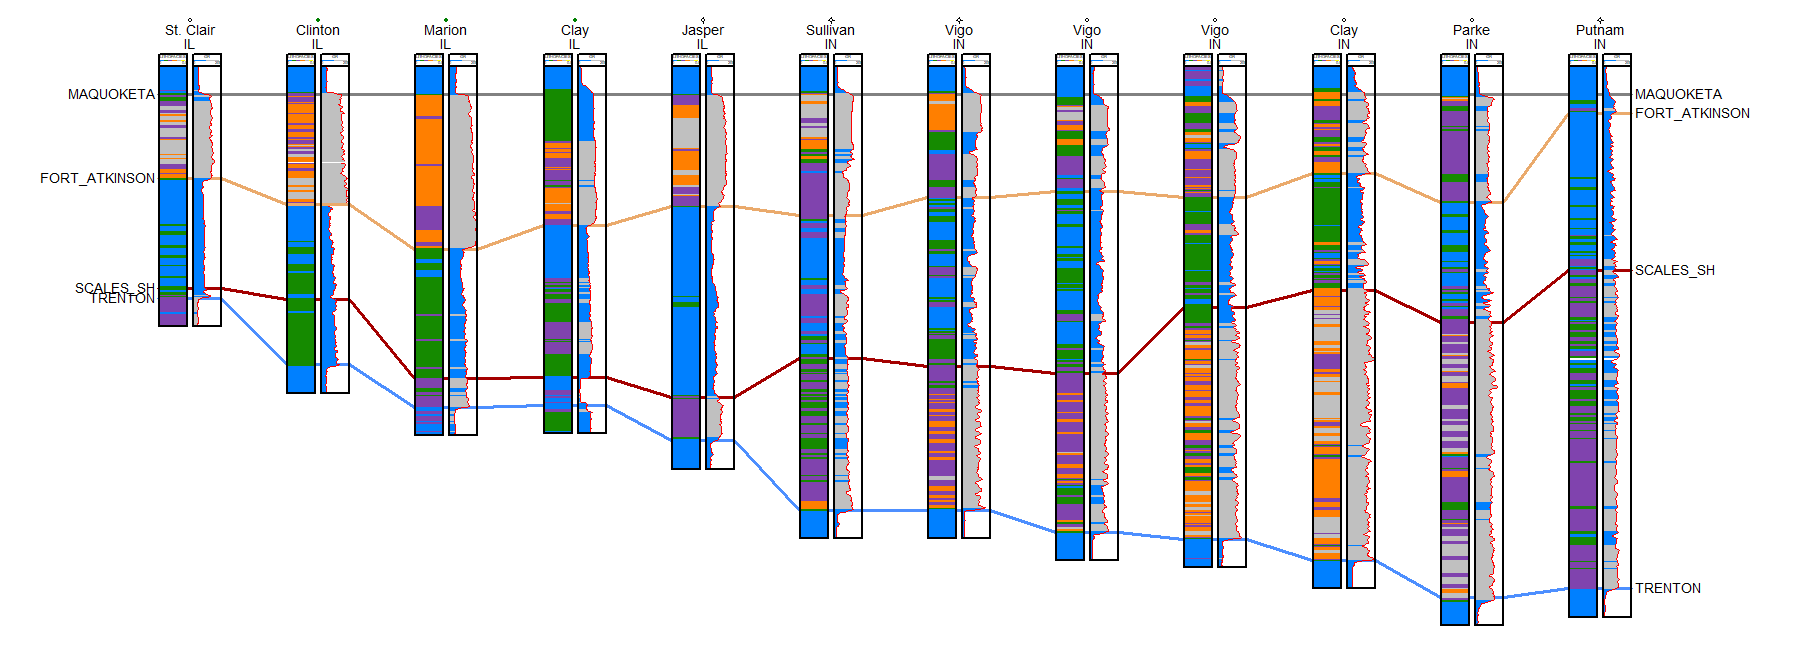 St. Clair Clinton Marion Clay Jasper Sullivan Vigo Vigo Vigo Clay Parke Putnam
IL IL IL IL IL IN IN IN IN IN IN IN
MAQUOKETA MAQUOKETA
FORT_ATKINSON
FORT_ATKINSON
SCALES_SH
SCALES_SH
TRENTON
TRENTON